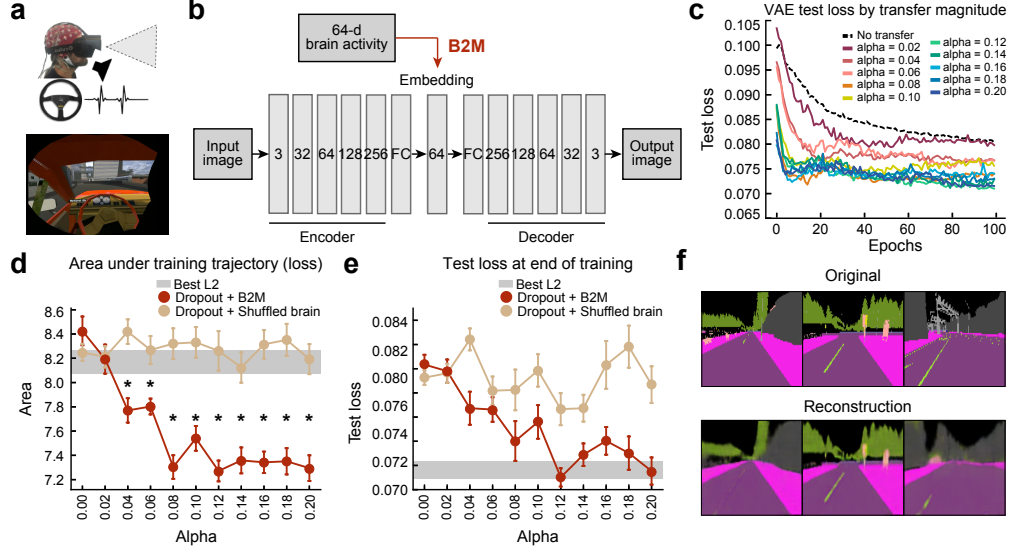 a
b
64-d
brain activity
B2M
Embedding
Input
image
3
32
64
128
256
FC
64
FC
256
128
64
32
3
Output
image
Encoder
Decoder
c
VAE test loss by transfer magnitude
No transfer
alpha = 0.02
alpha = 0.04
alpha = 0.06
alpha = 0.08
alpha = 0.10
alpha = 0.12
alpha = 0.14
alpha = 0.16
alpha = 0.18
alpha = 0.20
Test loss
0.105
0.100
0.095
0.090
0.085
0.080
0.075
0.070
0.065
0
20
40
60
80
100
Epochs
d
Area under training trajectory (loss)
Best L2
Dropout + B2M
Dropout + Shuffled brain
Area
8.6
8.4
8.2
8.0
7.8
7.6
7.4
7.2
* * * * * * * * *
0.00
0.02
0.04
0.06
0.08
0.10
0.12
0.14
0.16
0.18
0.20
Alpha
e
Test loss at end of training
Best L2
Dropout + B2M
Dropout + Shuffled brain
Test loss
0.084
0.082
0.080
0.078
0.076
0.074
0.072
0.070
0.00
0.02
0.04
0.06
0.08
0.10
0.12
0.14
0.16
0.18
0.20
Alpha
f
Original
Reconstruction